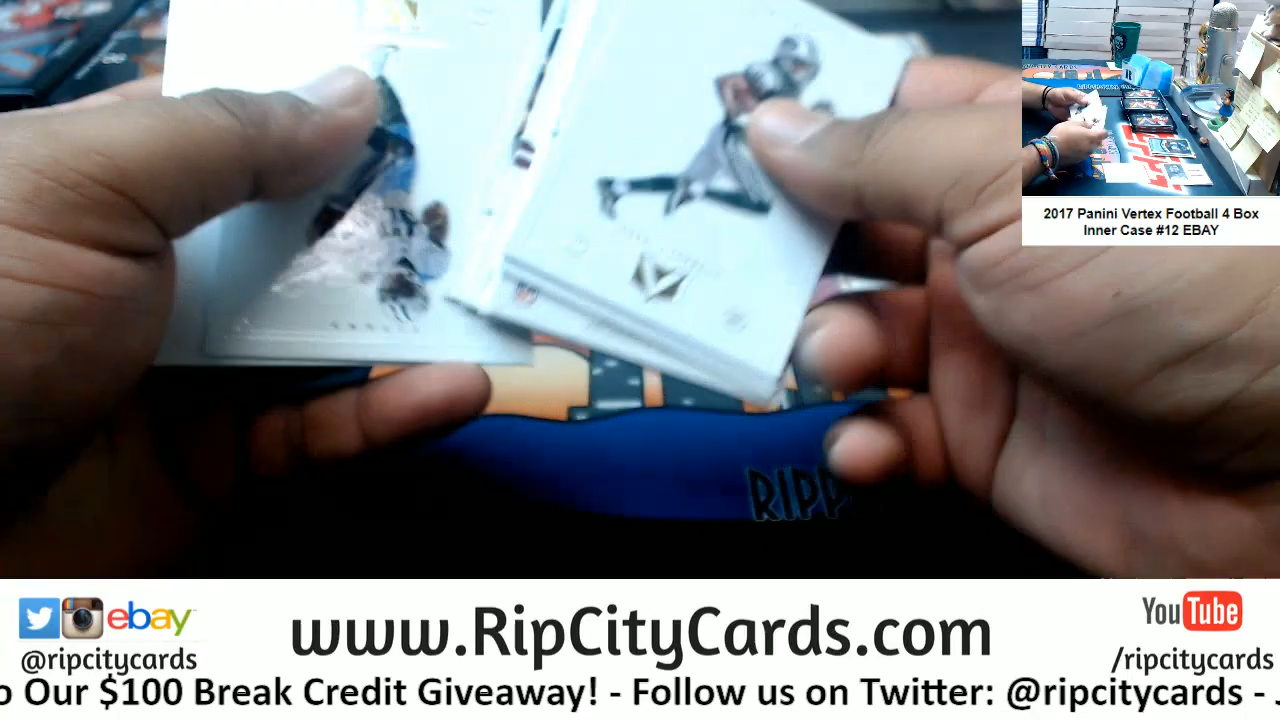 2017 Panini Vertex Football 4 Box
Inner Case #12 EBAY
RIPP
ebay
@ripcitycards
www.RipCityCards.com
YouTube
/ripcitycards
o Our $100 Break Credit Giveaway! - Follow us on Twitter: @ripcitycards -